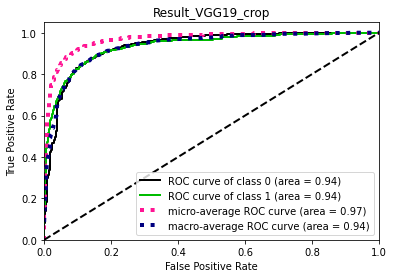 Result_VGG19_crop
True Positive Rate
1.0
0.8
0.6
0.4
0.2
0.0
ROC curve of class 0 (area = 0.94)
ROC curve of class 1 (area = 0.94)
micro-average ROC curve (area = 0.97)
macro-average ROC curve (area = 0.94)
0.0 0.2 0.4 0.6 0.8 1.0
False Positive Rate